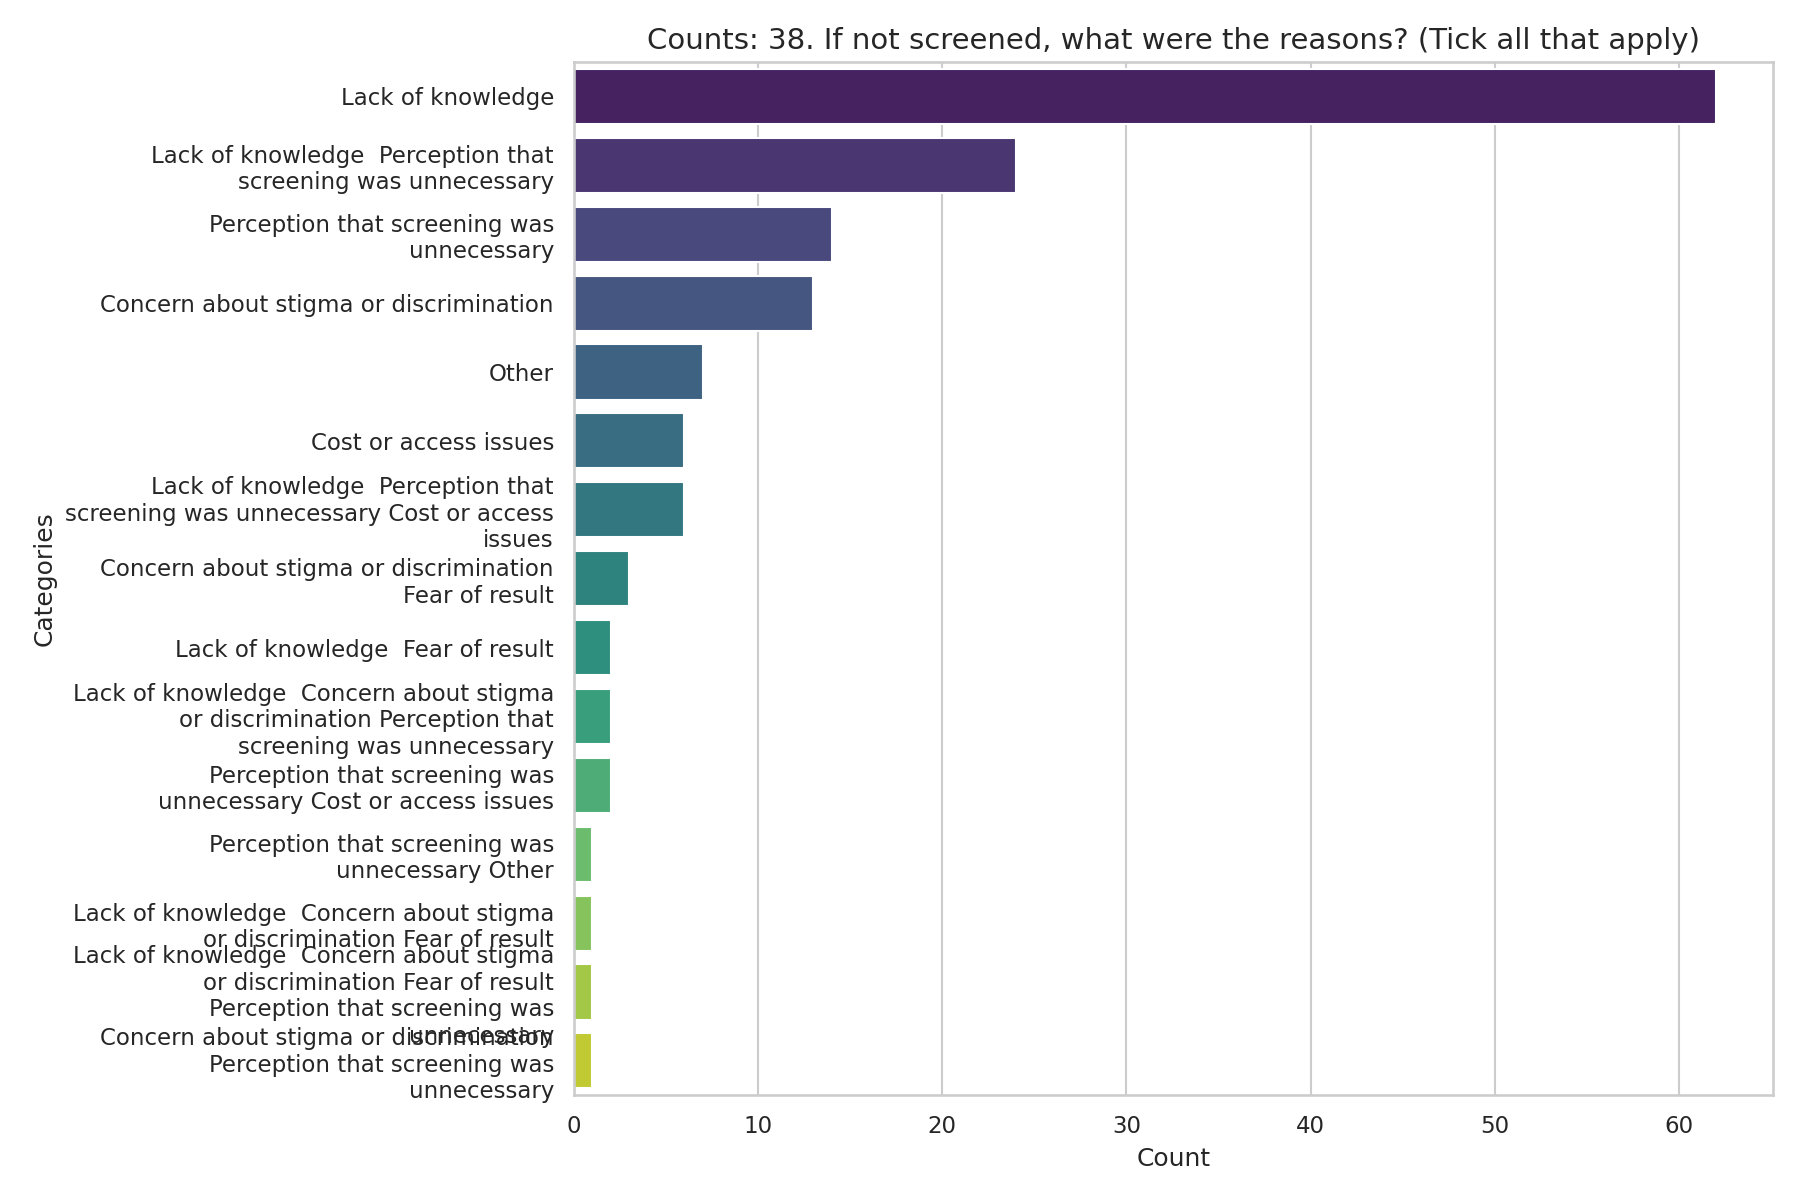 Counts: 38. If not screened, what were the reasons? (Tick all that apply)
Lack of knowledge
Lack of knowledge  Perception that
screening was unnecessary
Perception that screening was
unnecessary
Concern about stigma or discrimination
Other
Cost or access issues
Lack of knowledge  Perception that
screening was unnecessary Cost or access
issues
Concern about stigma or discrimination
Fear of result
Lack of knowledge  Fear of result
Lack of knowledge  Concern about stigma
or discrimination Perception that
screening was unnecessary
Perception that screening was
unnecessary Cost or access issues
Perception that screening was
unnecessary Other
Lack of knowledge  Concern about stigma
or discrimination Fear of result
Lack of knowledge  Concern about stigma
or discrimination Fear of result
Perception that screening was
unnecessary
Concern about stigma or discrimination
Perception that screening was
unnecessary
Categories
0 10 20 30 40 50 60
Count